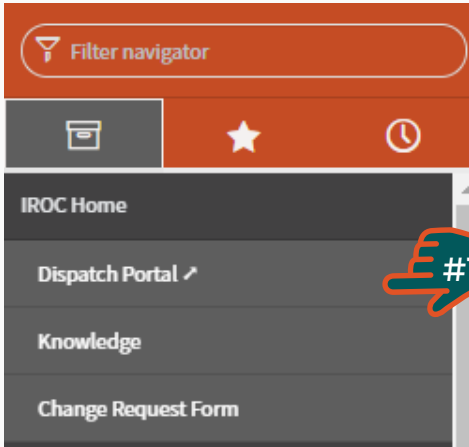 Filter navigator
IROC Home
Dispatch Portal ↗
#
Knowledge
Change Request Form